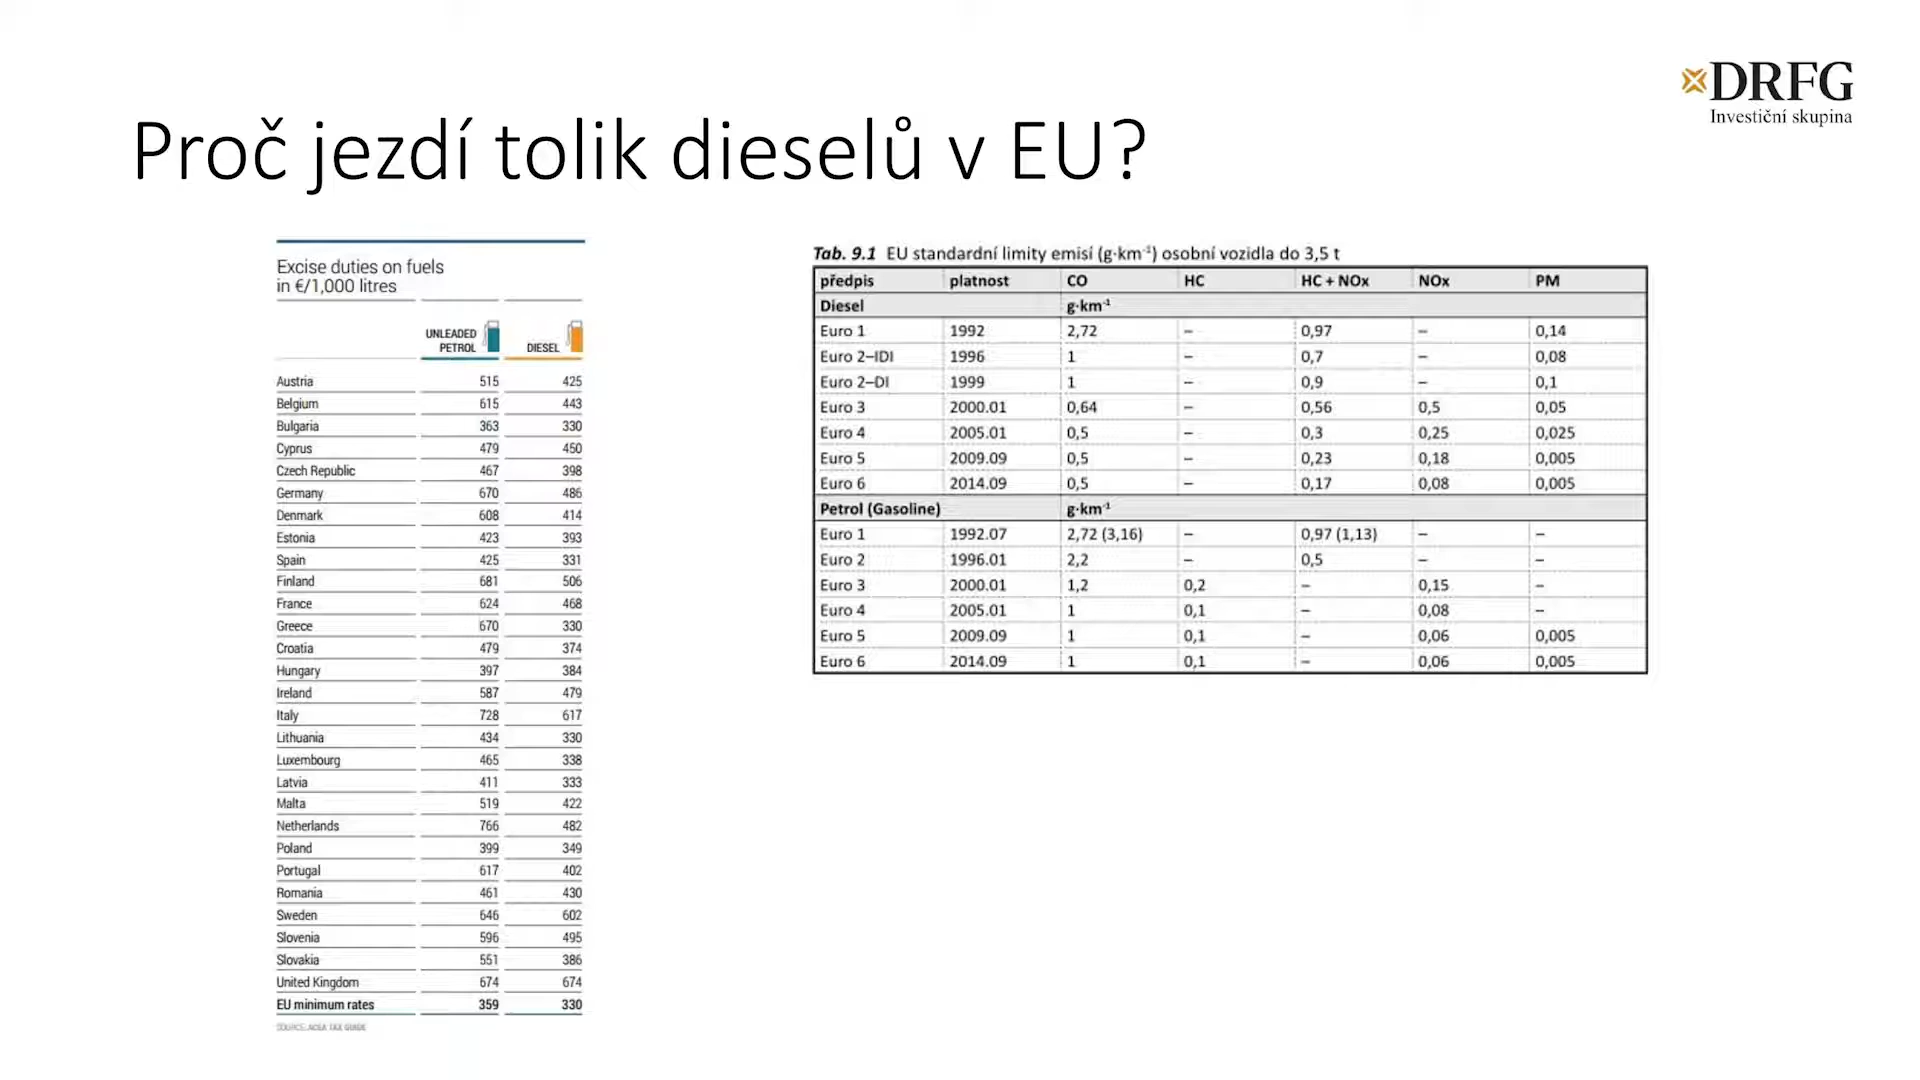 DRFG
Investiční skupina
Proč jezdí tolik dieselů v EU?
Excise duties on fuels
in €/1,000 litres
UNLEADED PETROL DIESEL
Austria 515 425
Belgium 615 443
Bulgaria 363 330
Cyprus 479 450
Czech Republic 467 398
Germany 670 486
Denmark 608 414
Estonia 423 393
Spain 425 331
Finland 681 506
France 624 468
Greece 670 330
Croatia 479 374
Hungary 397 384
Ireland 587 479
Italy 728 617
Lithuania 434 330
Luxembourg 465 338
Latvia 411 333
Malta 519 422
Netherlands 766 482
Poland 399 349
Portugal 617 402
Romania 461 430
Sweden 646 602
Slovenia 596 495
Slovakia 551 386
United Kingdom 674 674
EU minimum rates 359 330
SOURCE: ACEA TAX GUIDE
Tab. 9.1 EU standardní limity emisí (g·km⁻¹) osobní vozidla do 3,5 t
předpis platnost CO HC HC + NOx NOx PM
Diesel g·km⁻¹
Euro 1 1992 2,72 – 0,97 – 0,14
Euro 2–IDI 1996 1 – 0,7 – 0,08
Euro 2–DI 1999 1 – 0,9 – 0,1
Euro 3 2000.01 0,64 – 0,56 0,5 0,05
Euro 4 2005.01 0,5 – 0,3 0,25 0,025
Euro 5 2009.09 0,5 – 0,23 0,18 0,005
Euro 6 2014.09 0,5 – 0,17 0,08 0,005
Petrol (Gasoline) g·km⁻¹
Euro 1 1992.07 2,72 (3,16) – 0,97 (1,13) – –
Euro 2 1996.01 2,2 – 0,5 – –
Euro 3 2000.01 1,2 0,2 – 0,15 –
Euro 4 2005.01 1 0,1 – 0,08 –
Euro 5 2009.09 1 0,1 – 0,06 0,005
Euro 6 2014.09 1 0,1 – 0,06 0,005